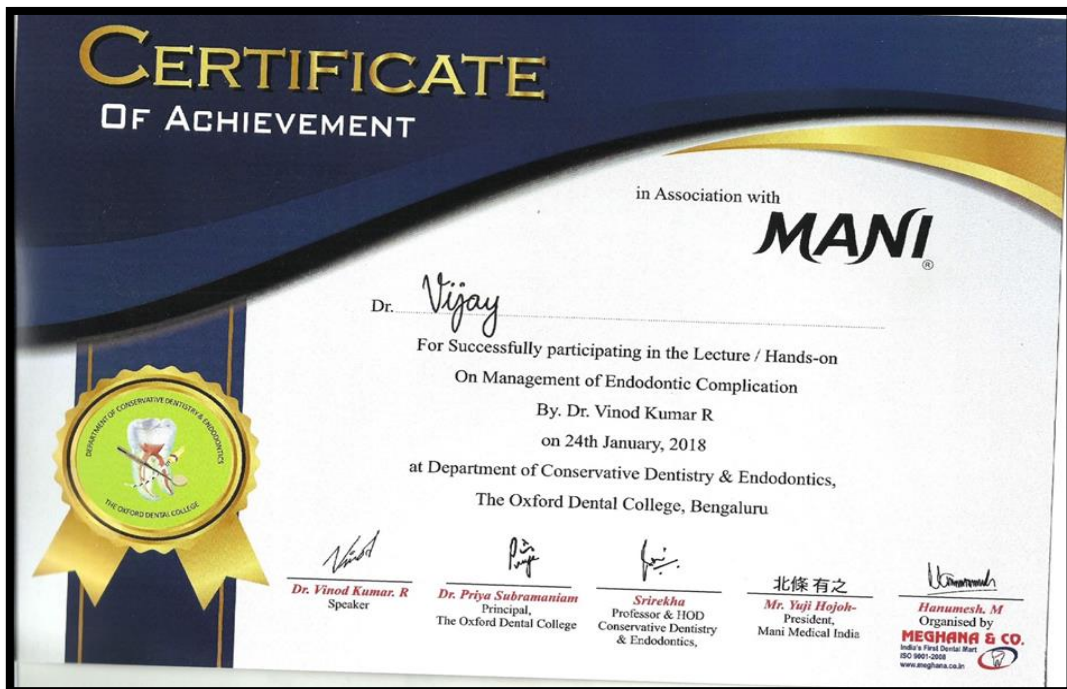 CERTIFICATE
OF ACHIEVEMENT
in Association with
MANI®
Dr. Vijay
For Successfully participating in the Lecture / Hands-on
On Management of Endodontic Complication
By. Dr. Vinod Kumar R
on 24th January, 2018
at Department of Conservative Dentistry & Endodontics,
The Oxford Dental College, Bengaluru
DEPARTMENT OF CONSERVATIVE DENTISTRY & ENDODONTICS
THE OXFORD DENTAL COLLEGE
Vinod
Dr. Vinod Kumar. R
Speaker
Dr. Priya Subramaniam
Principal,
The Oxford Dental College
Srirekha
Professor & HOD
Conservative Dentistry
& Endodontics,
北條 有之
Mr. Yuji Hojoh-
President,
Mani Medical India
Hanumesh. M
Organised by
MEGHANA & CO.
India's First Dental Mart
ISO 9001-2008
www.meghana.co.in